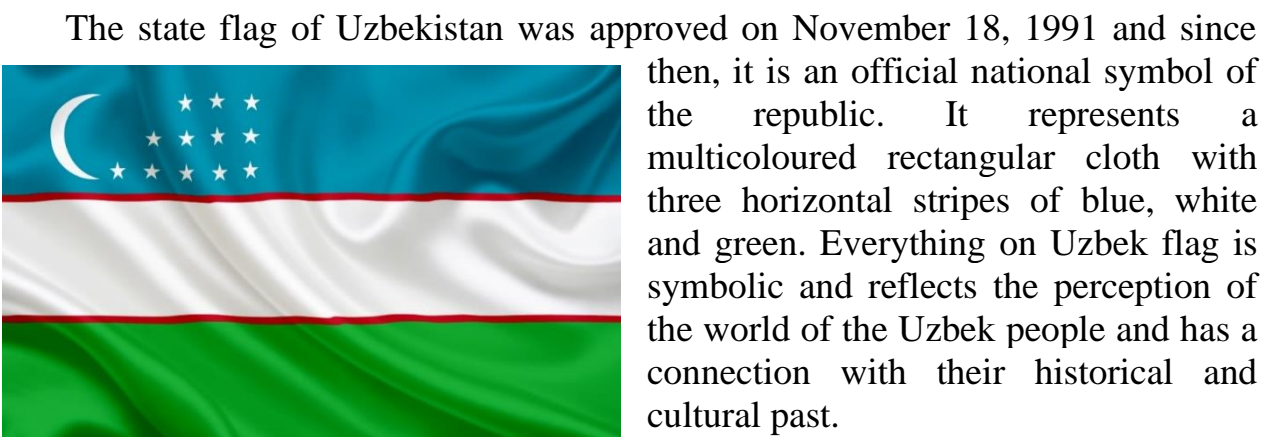 The state flag of Uzbekistan was approved on November 18, 1991 and since
then, it is an official national symbol of
the republic. It represents a
multicoloured rectangular cloth with
three horizontal stripes of blue, white
and green. Everything on Uzbek flag is
symbolic and reflects the perception of
the world of the Uzbek people and has a
connection with their historical and
cultural past.